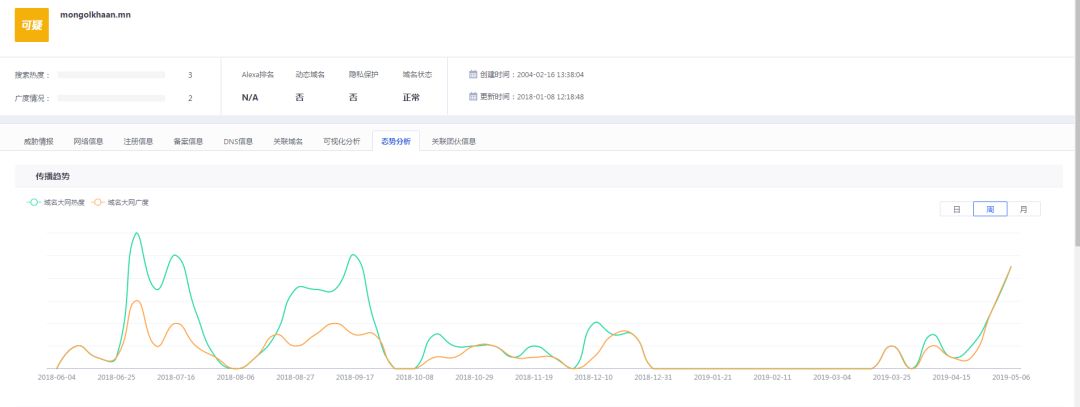 可疑
mongolkhaan.mn
搜索热度： 3
广度情况： 2
Alexa排名 动态域名 隐私保护 域名状态
N/A 否 否 正常
创建时间：2004-02-16 13:38:04
更新时间：2018-01-08 12:18:48
威胁情报 网络信息 注册信息 备案信息 DNS信息 关联域名 可视化分析 态势分析 关联团伙信息
传播趋势
域名大网热度 域名大网广度
日 周 月
2018-06-04 2018-06-25 2018-07-16 2018-08-06 2018-08-27 2018-09-17 2018-10-08 2018-10-29 2018-11-19 2018-12-10 2018-12-31 2019-01-21 2019-02-11 2019-03-04 2019-03-25 2019-04-15 2019-05-06